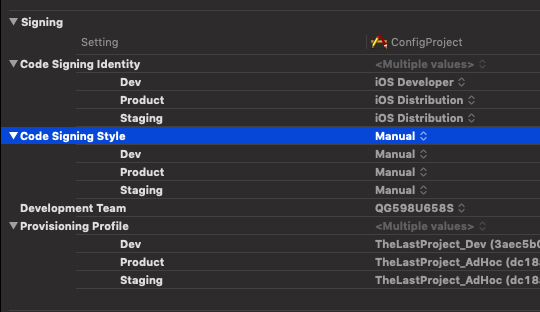 Signing
Setting ConfigProject
Code Signing Identity <Multiple values>
Dev iOS Developer
Product iOS Distribution
Staging iOS Distribution
Code Signing Style Manual
Dev Manual
Product Manual
Staging Manual
Development Team QG598U658S
Provisioning Profile <Multiple values>
Dev TheLastProject_Dev (3aec5b0
Product TheLastProject_AdHoc (dc18a
Staging TheLastProject_AdHoc (dc18a